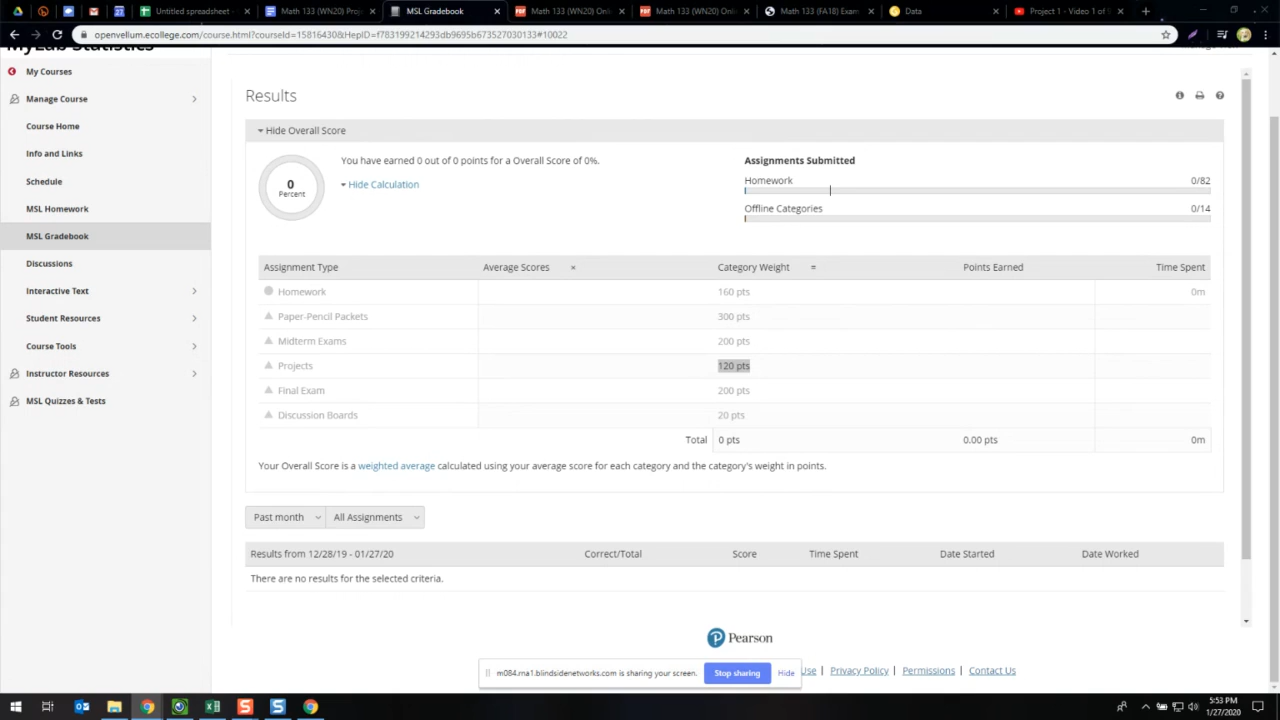 Untitled spreadsheet -
Math 133 (WN20) Proj
MSL Gradebook
Math 133 (WN20) Onl
Math 133 (WN20) Onl
Math 133 (FA18) Exam
Data
Project 1 - Video 1 of 5
openvellum.ecollege.com/course.html?courseId=15816430&HepID=f783199214293db9695b673527030133#10022
MyLab Statistics
My Courses
Manage Course
Course Home
Info and Links
Schedule
MSL Homework
MSL Gradebook
Discussions
Interactive Text
Student Resources
Course Tools
Instructor Resources
MSL Quizzes & Tests
Results
Hide Overall Score
0
Percent
You have earned 0 out of 0 points for a Overall Score of 0%.
Hide Calculation
Assignments Submitted
Homework 0/82
Offline Categories 0/14
Assignment Type Average Scores × Category Weight = Points Earned Time Spent
Homework 160 pts 0m
Paper-Pencil Packets 300 pts
Midterm Exams 200 pts
Projects 120 pts
Final Exam 200 pts
Discussion Boards 20 pts
Total 0 pts 0.00 pts 0m
Your Overall Score is a weighted average calculated using your average score for each category and the category's weight in points.
Past month All Assignments
Results from 12/28/19 - 01/27/20 Correct/Total Score Time Spent Date Started Date Worked
There are no results for the selected criteria.
Pearson
m084.rna1.blindsidenetworks.com is sharing your screen. Stop sharing Hide
Use | Privacy Policy | Permissions | Contact Us
5:53 PM
1/27/2020